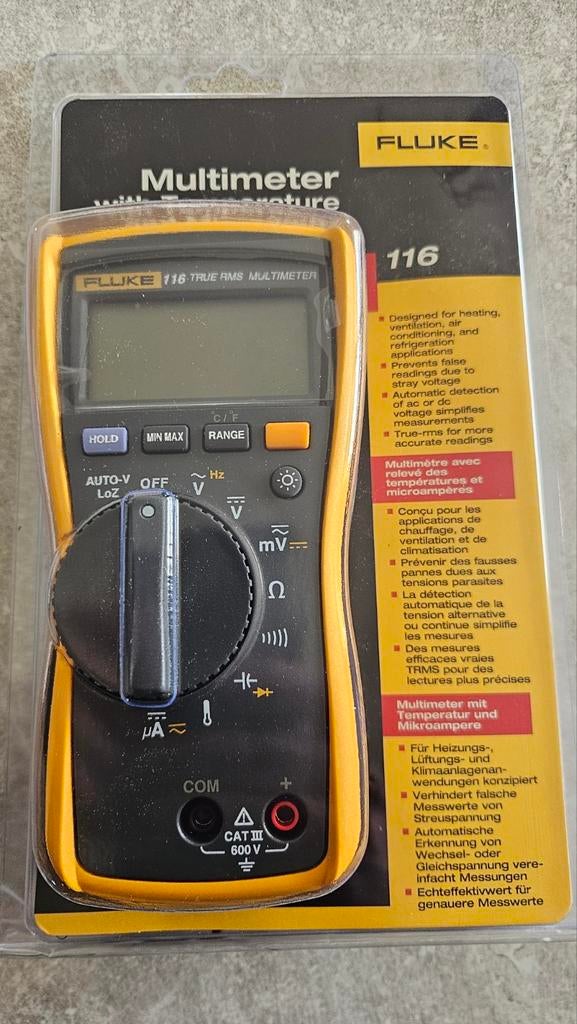 FLUKE®
Multimeter
with Temperature
116
FLUKE 116 TRUE RMS MULTIMETER
°C/°F
HOLD
MIN MAX
RANGE
AUTO-V
LoZ
OFF
V
Hz
V
mV
Ω
μA
COM
+
CAT III
600 V
Designed for heating,
ventilation, air
conditioning, and
refrigeration
applications
Prevents false
readings due to
stray voltage
Automatic detection
of ac or dc
voltage simplifies
measurements
True-rms for more
accurate readings
Multimètre avec
relevé des
températures et
microampères
Conçu pour les
applications de
chauffage, de
ventilation et de
climatisation
Prévenir des fausses
pannes dues aux
tensions parasites
La détection
automatique de la
tension alternative
ou continue simplifie
les mesures
Des mesures
efficaces vraies
TRMS pour des
lectures plus précises
Multimeter mit
Temperatur und
Mikroampere
Für Heizungs-,
Lüftungs- und
Klimaanlagenan-
wendungen konzipiert
Verhindert falsche
Messwerte von
Streuspannung
Automatische
Erkennung von
Wechsel- oder
Gleichspannung vere-
infacht Messungen
Echteffektivwert für
genauere Messwerte